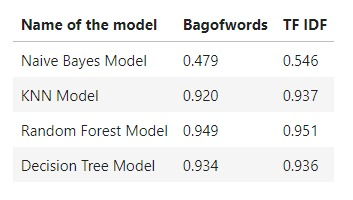 Name of the model Bagofwords TF IDF
Naive Bayes Model 0.479 0.546
KNN Model 0.920 0.937
Random Forest Model 0.949 0.951
Decision Tree Model 0.934 0.936